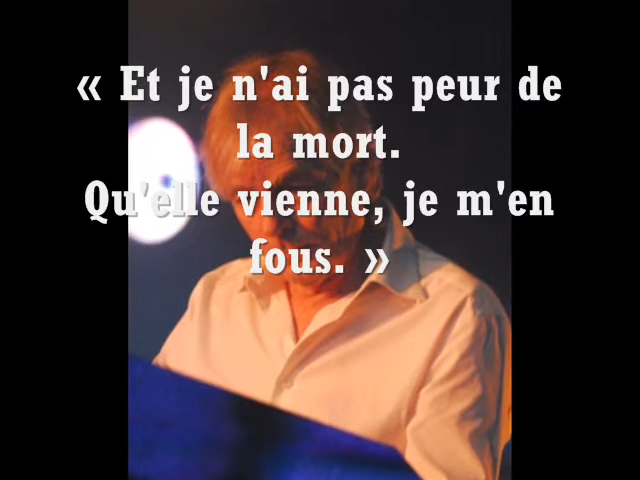 « Et je n'ai pas peur de
la mort.
Qu'elle vienne, je m'en
fous. »